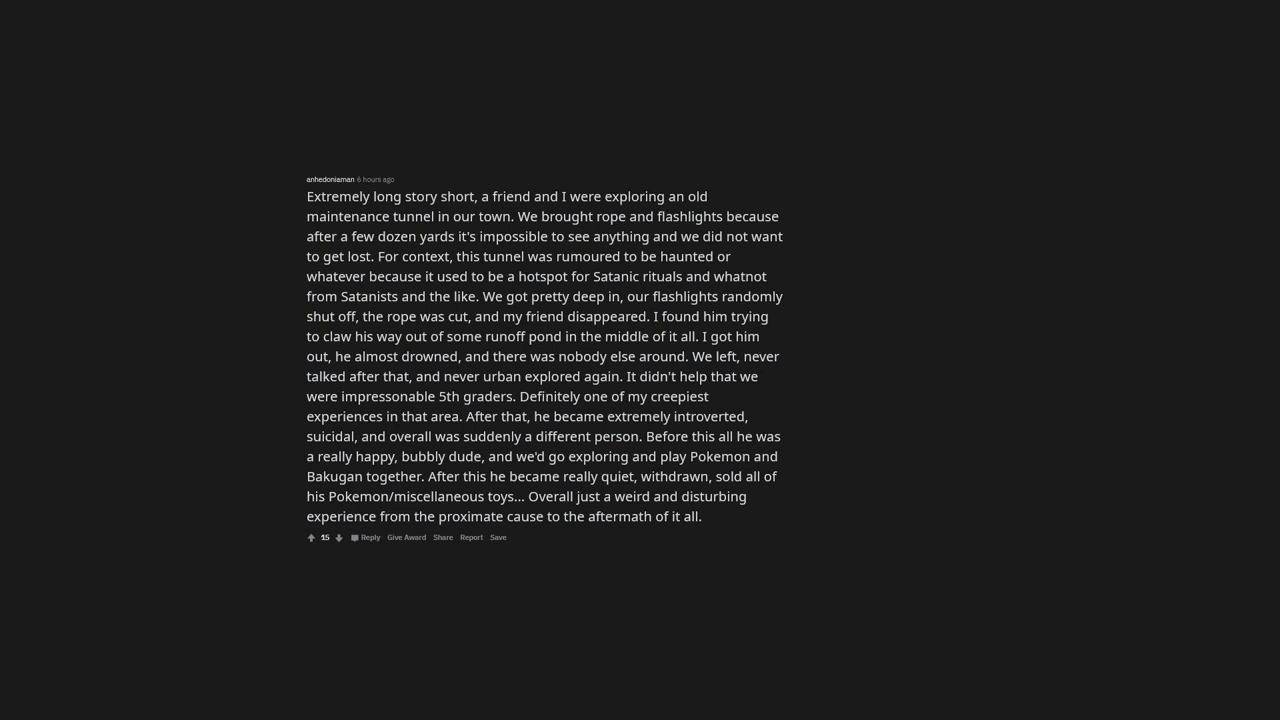 anhedoniaman 6 hours ago
Extremely long story short, a friend and I were exploring an old
maintenance tunnel in our town. We brought rope and flashlights because
after a few dozen yards it's impossible to see anything and we did not want
to get lost. For context, this tunnel was rumoured to be haunted or
whatever because it used to be a hotspot for Satanic rituals and whatnot
from Satanists and the like. We got pretty deep in, our flashlights randomly
shut off, the rope was cut, and my friend disappeared. I found him trying
to claw his way out of some runoff pond in the middle of it all. I got him
out, he almost drowned, and there was nobody else around. We left, never
talked after that, and never urban explored again. It didn't help that we
were impressonable 5th graders. Definitely one of my creepiest
experiences in that area. After that, he became extremely introverted,
suicidal, and overall was suddenly a different person. Before this all he was
a really happy, bubbly dude, and we'd go exploring and play Pokemon and
Bakugan together. After this he became really quiet, withdrawn, sold all of
his Pokemon/miscellaneous toys... Overall just a weird and disturbing
experience from the proximate cause to the aftermath of it all.
15 Reply Give Award Share Report Save